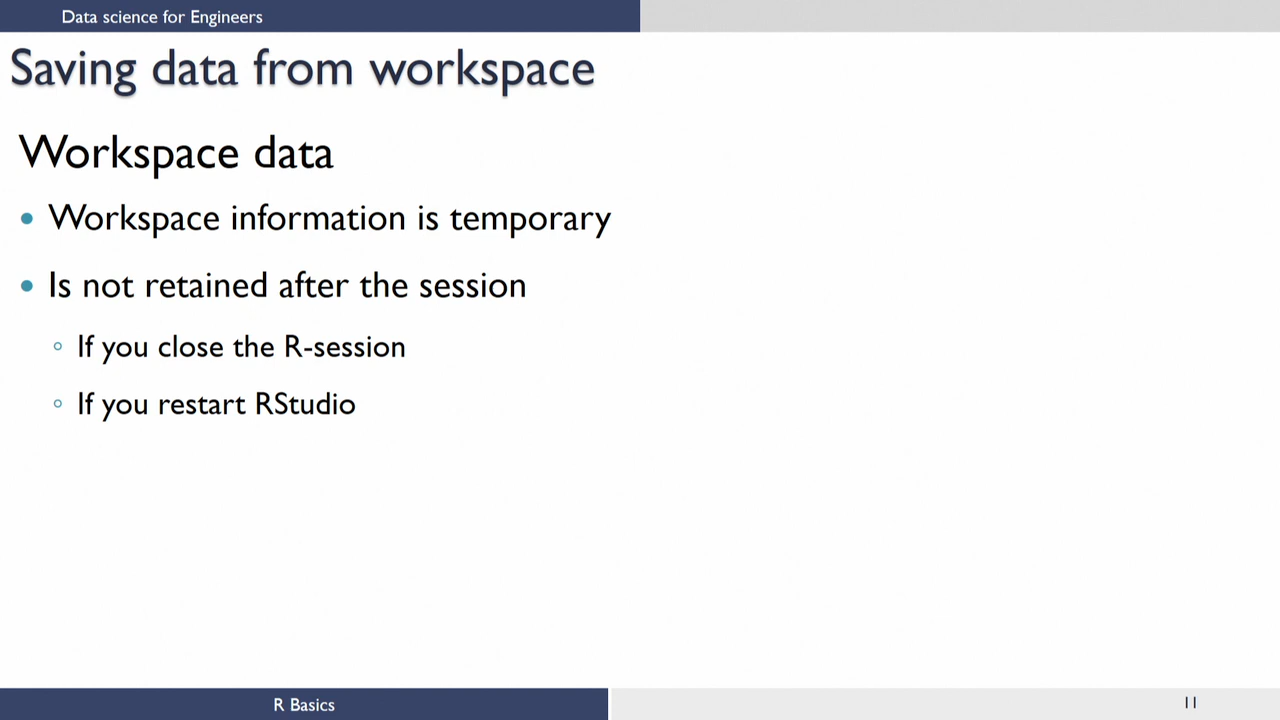 Data science for Engineers
Saving data from workspace
Workspace data
• Workspace information is temporary
• Is not retained after the session
◦ If you close the R-session
◦ If you restart RStudio
R Basics
11